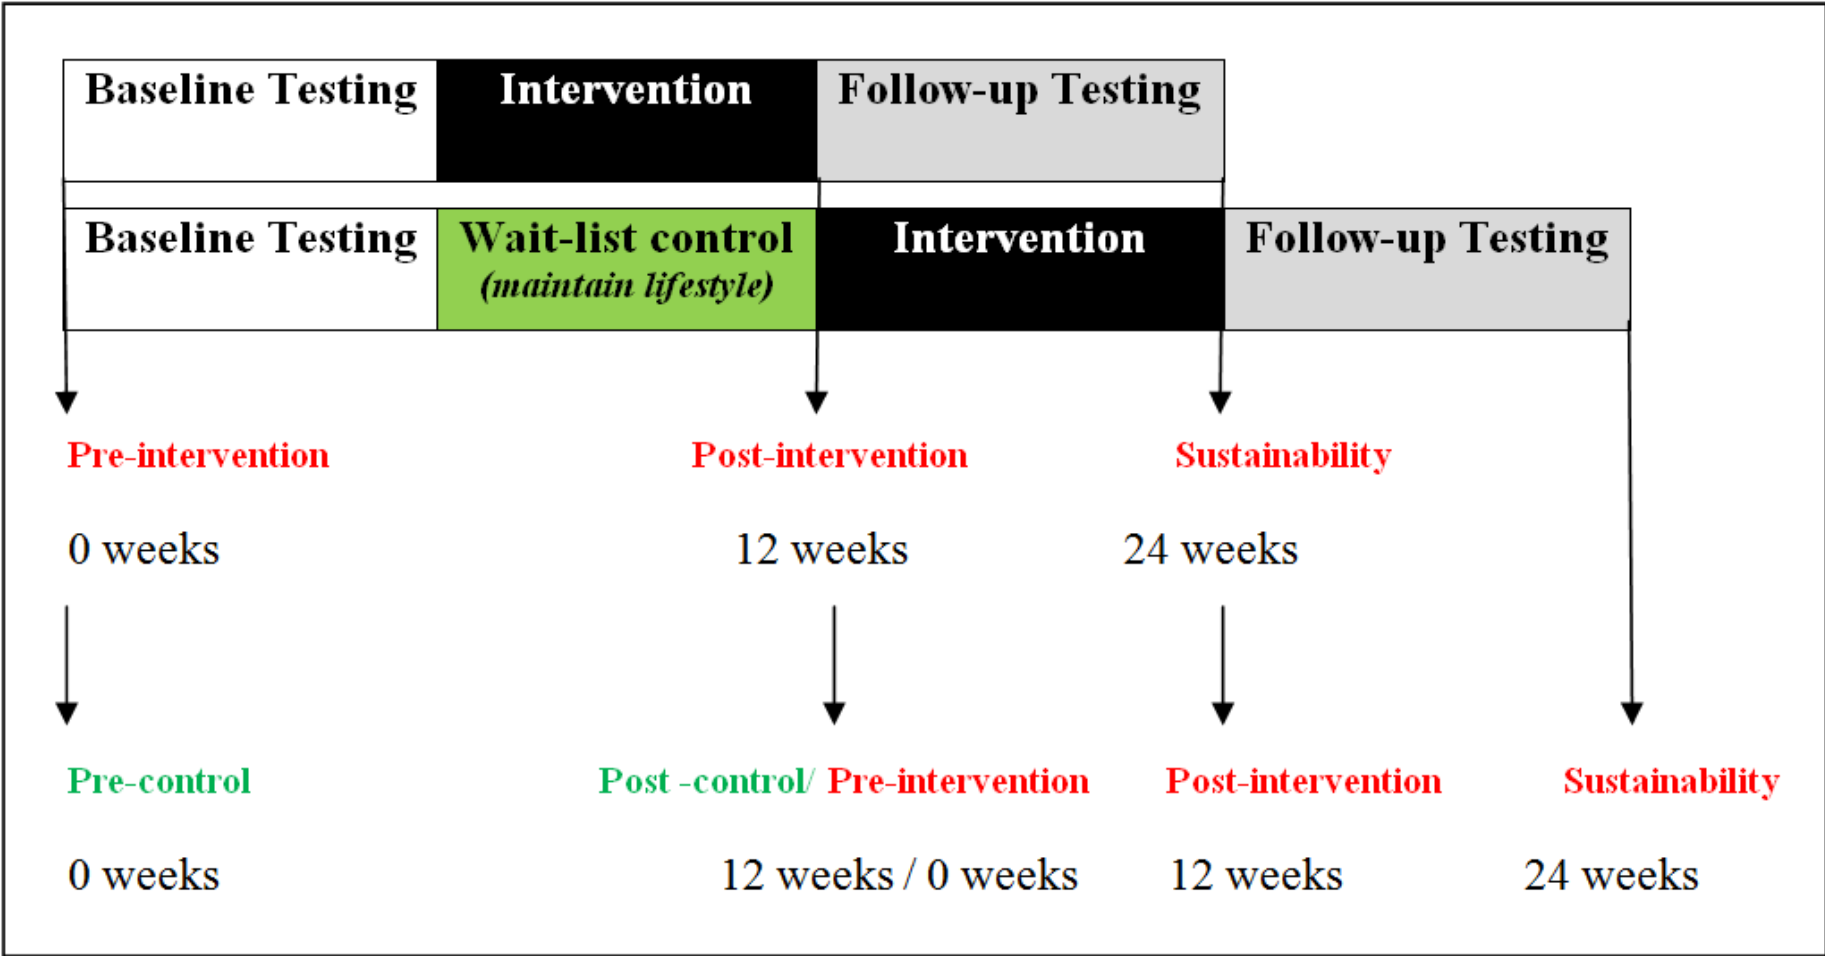 Baseline Testing Intervention Follow-up Testing
Baseline Testing Wait-list control Intervention Follow-up Testing
(maintain lifestyle)
Pre-intervention Post-intervention Sustainability
0 weeks 12 weeks 24 weeks
Pre-control Post -control/ Pre-intervention Post-intervention Sustainability
0 weeks 12 weeks / 0 weeks 12 weeks 24 weeks